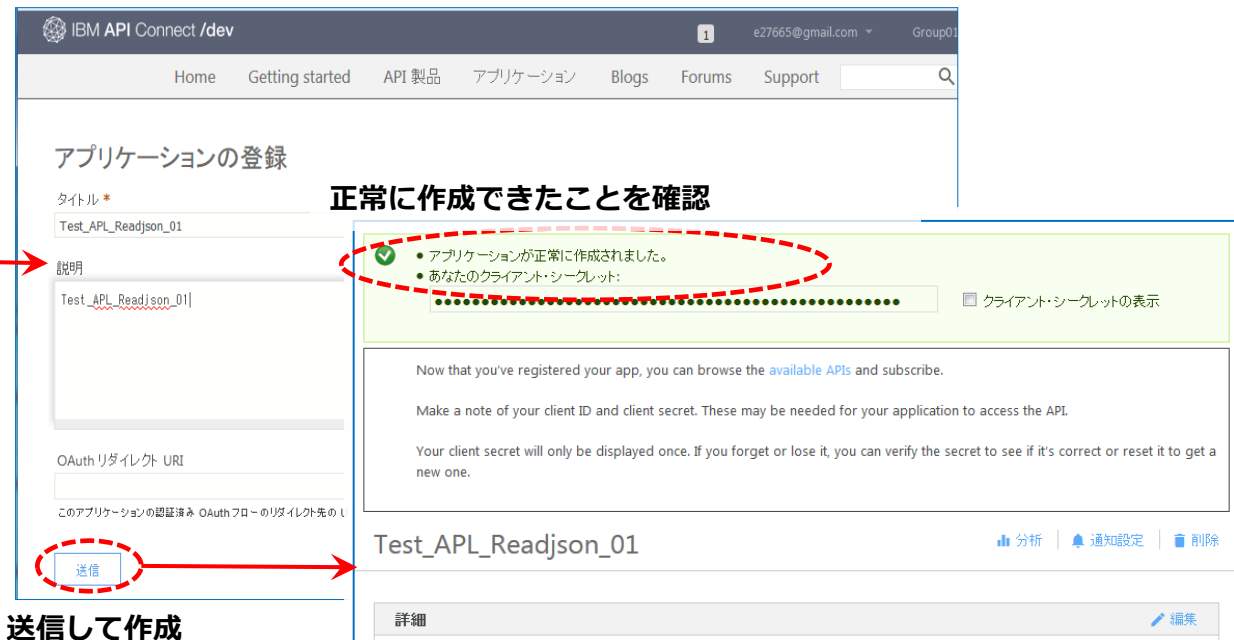 IBM API Connect /dev
1
e27665@gmail.com
Group01
Home Getting started API 製品 アプリケーション Blogs Forums Support
アプリケーションの登録
タイトル *
Test_APL_Readjson_01
説明
Test_APL_Readjson_01
OAuth リダイレクト URI
このアプリケーションの認証済み OAuth フローのリダイレクト先の
送信
送信して作成
正常に作成できたことを確認
• アプリケーションが正常に作成されました。
• あなたのクライアント・シークレット:
クライアント・シークレットの表示
Now that you've registered your app, you can browse the available APIs and subscribe.
Make a note of your client ID and client secret. These may be needed for your application to access the API.
Your client secret will only be displayed once. If you forget or lose it, you can verify the secret to see if it's correct or reset it to get a
new one.
Test_APL_Readjson_01
分析 通知設定 削除
詳細
編集